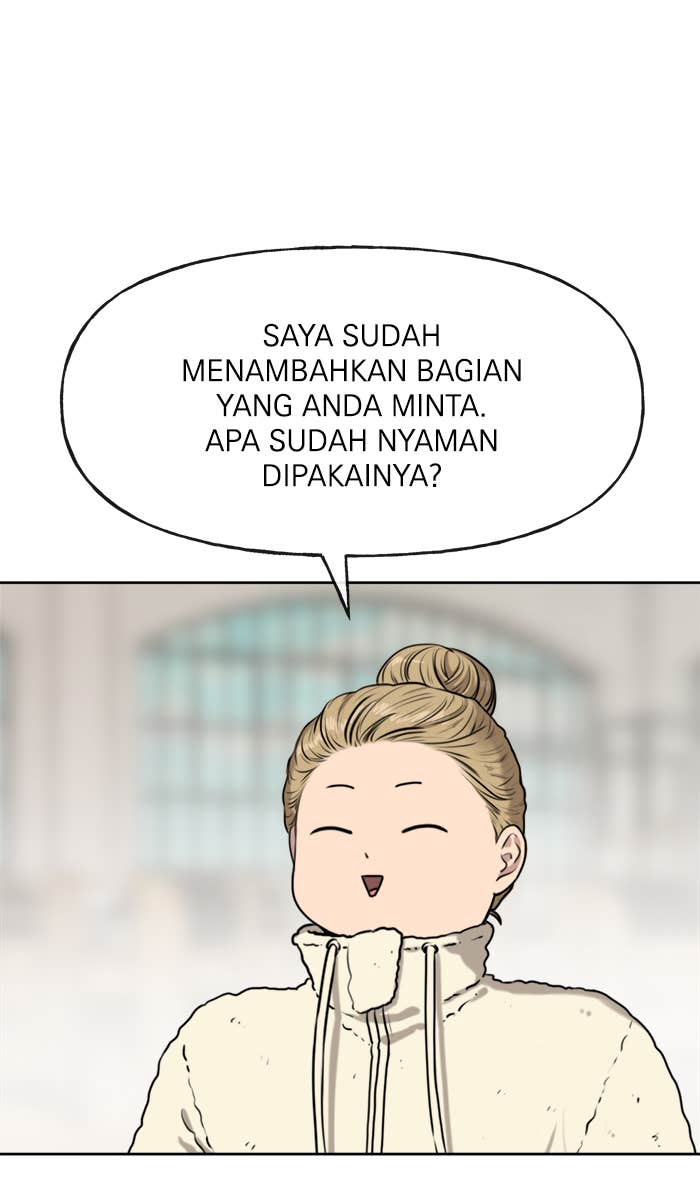 SAYA SUDAH
MENAMBAHKAN BAGIAN
YANG ANDA MINTA.
APA SUDAH NYAMAN
DIPAKAINYA?